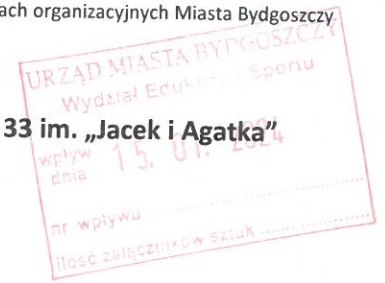 ach organizacyjnych Miasta Bydgoszczy
URZĄD MIASTA BYDGOSZCZY
Wydział Edukacji i Sportu
33 im. „Jacek i Agatka”
wpływ dnia 15. 01. 2024
nr wpływu
ilość załączników sztuk